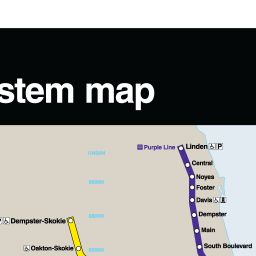 stem map
Purple Line
Linden
Central
Noyes
Foster
Davis
Dempster
Main
South Boulevard
Dempster-Skokie
Oakton-Skokie